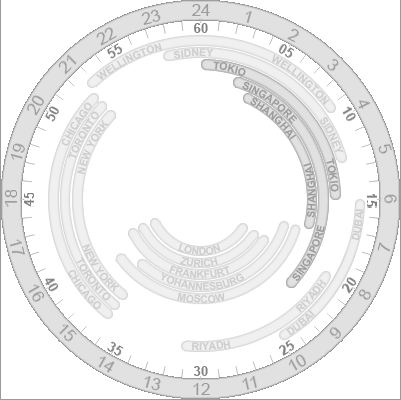 24
1
2
3
4
5
6
7
8
9
10
11
12
13
14
15
16
17
18
19
20
21
22
23
60
05
10
15
20
25
30
35
40
45
50
55
WELLINGTON
WELLINGTON
SiDNEY
SiDNEY
TOKIO
TOKIO
SINGAPORE
SINGAPORE
SHANGHAI
SHANGHAI
DUBAI
DUBAI
RIYADH
RIYADH
LONDON
ZURICH
FRANKFURT
YOHANNESBURG
MOSCOW
CHICAGO
TORONTO
NEW YORK
NEW YORK
TORONTO
CHICAGO